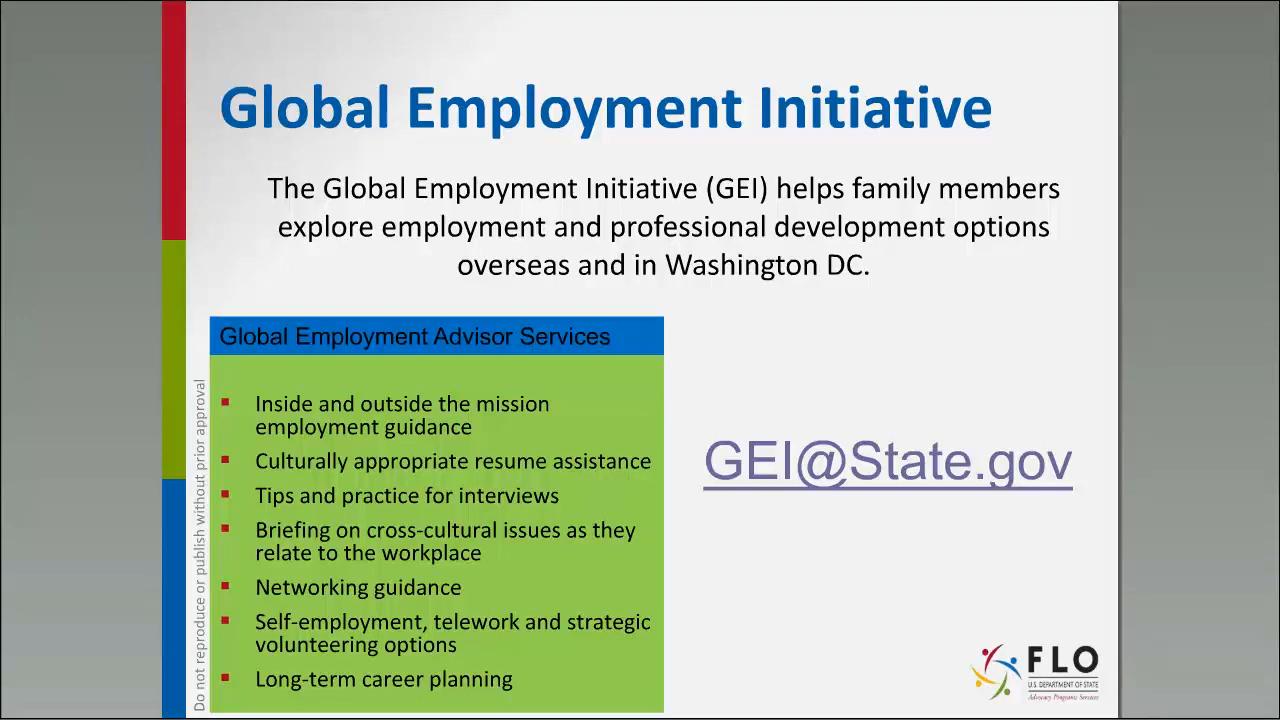 Global Employment Initiative
The Global Employment Initiative (GEI) helps family members
explore employment and professional development options
overseas and in Washington DC.
Global Employment Advisor Services
Inside and outside the mission
employment guidance
Culturally appropriate resume assistance
Tips and practice for interviews
Briefing on cross-cultural issues as they
relate to the workplace
Networking guidance
Self-employment, telework and strategic
volunteering options
Long-term career planning
GEI@State.gov
Do not reproduce or publish without prior approval
FLO
U.S. DEPARTMENT OF STATE
Advocacy Programs Services